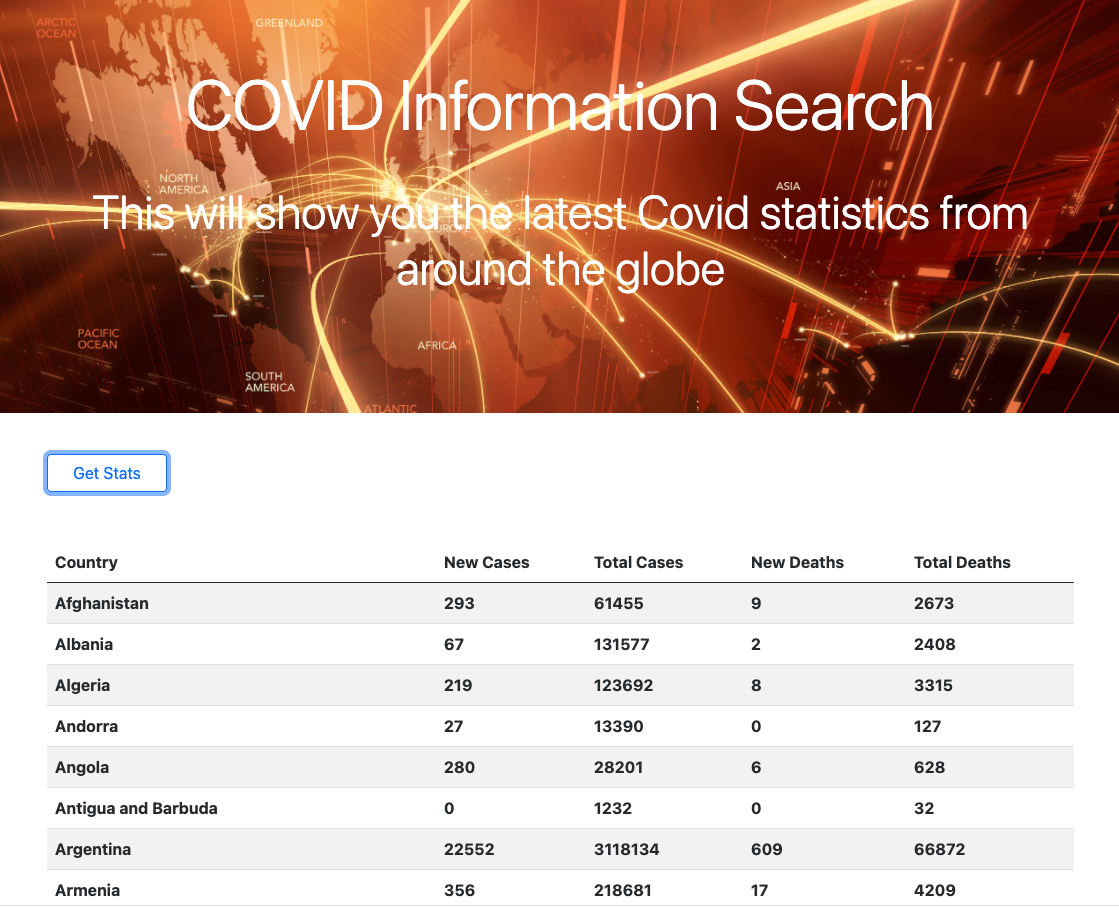 ARCTIC
OCEAN
GREENLAND
COVID Information Search
NORTH
AMERICA
ASIA
This will show you the latest Covid statistics from
around the globe
PACIFIC
OCEAN
AFRICA
SOUTH
AMERICA
ATLANTIC
Get Stats
Country New Cases Total Cases New Deaths Total Deaths
Afghanistan 293 61455 9 2673
Albania 67 131577 2 2408
Algeria 219 123692 8 3315
Andorra 27 13390 0 127
Angola 280 28201 6 628
Antigua and Barbuda 0 1232 0 32
Argentina 22552 3118134 609 66872
Armenia 356 218681 17 4209